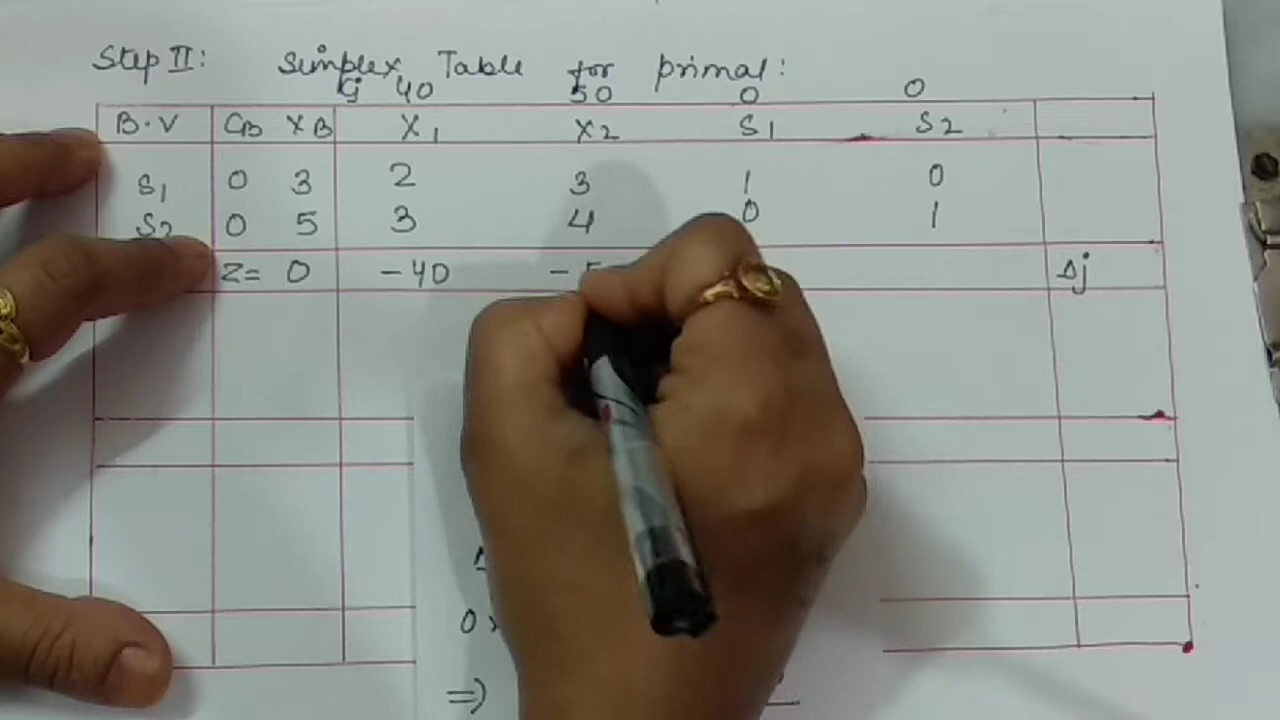 Step II: Simplex Table for primal:
Cj 40 50 0 0
B.V CB XB X1 X2 S1 S2
S1 0 3 2 3 1 0
S2 0 5 3 4 0 1
Z= 0 -40 -5 Δj
0
=>